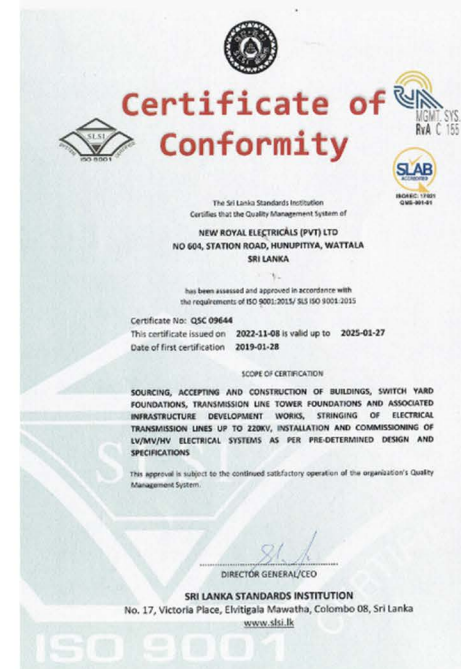 Certificate of
Conformity
SLSI
ISO 9001
RvA
MGMT. SYS.
RvA C 155
SLAB
ACCREDITED
ISO/IEC: 17021
QMS-001-01
The Sri Lanka Standards Institution
Certifies that the Quality Management System of
NEW ROYAL ELECTRICALS (PVT) LTD
NO 604, STATION ROAD, HUNUPITIYA, WATTALA
SRI LANKA
has been assessed and approved in accordance with
the requirements of ISO 9001:2015/ SLS ISO 9001:2015
Certificate No: QSC 09644
This certificate issued on 2022-11-08 is valid up to 2025-01-27
Date of first certification 2019-01-28
SCOPE OF CERTIFICATION
SOURCING, ACCEPTING AND CONSTRUCTION OF BUILDINGS, SWITCH YARD
FOUNDATIONS, TRANSMISSION LINE TOWER FOUNDATIONS AND ASSOCIATED
INFRASTRUCTURE DEVELOPMENT WORKS, STRINGING OF ELECTRICAL
TRANSMISSION LINES UP TO 220KV, INSTALLATION AND COMMISSIONING OF
LV/MV/HV ELECTRICAL SYSTEMS AS PER PRE-DETERMINED DESIGN AND
SPECIFICATIONS
This approval is subject to the continued satisfactory operation of the organization's Quality
Management System.
DIRECTOR GENERAL/CEO
SRI LANKA STANDARDS INSTITUTION
No. 17, Victoria Place, Elvitigala Mawatha, Colombo 08, Sri Lanka
www.slsi.lk
SLSI
ISO 9001